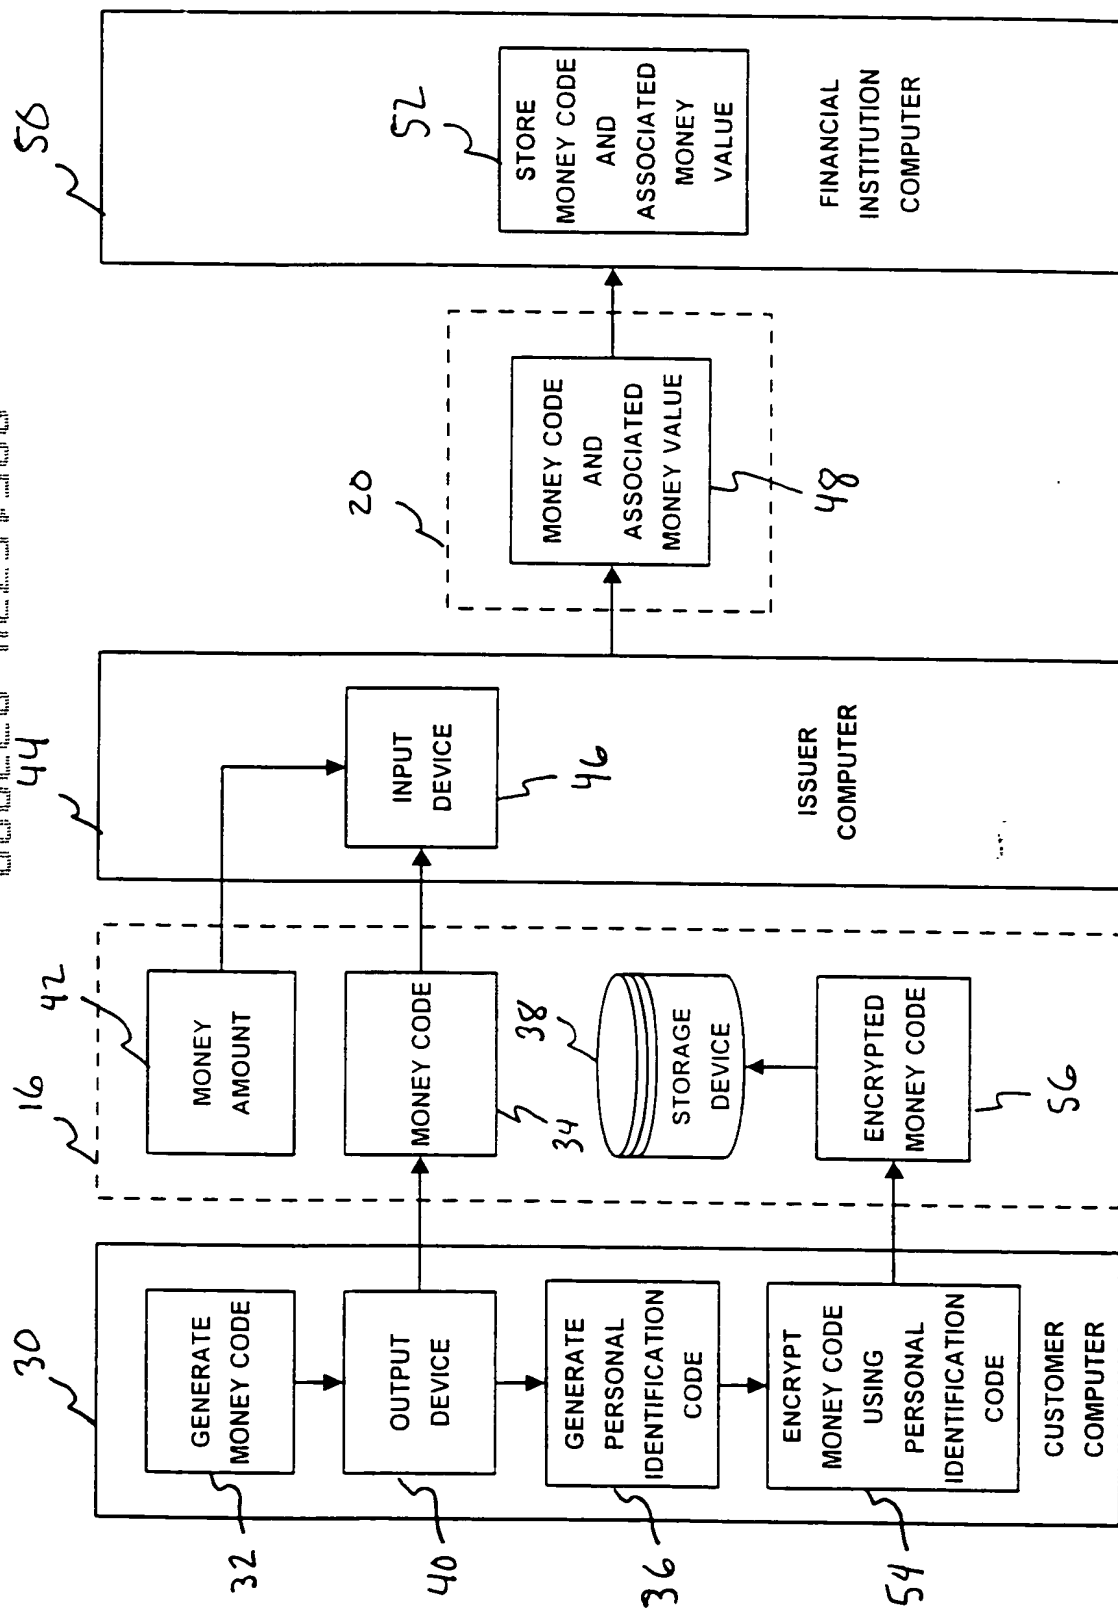 30
GENERATE
MONEY CODE
32
OUTPUT
DEVICE
40
GENERATE
PERSONAL
IDENTIFICATION
CODE
36
ENCRYPT
MONEY CODE
USING
PERSONAL
IDENTIFICATION
CODE
54
CUSTOMER
COMPUTER
16
42
MONEY
AMOUNT
MONEY CODE
34
38
STORAGE
DEVICE
ENCRYPTED
MONEY CODE
56
44
INPUT
DEVICE
46
ISSUER
COMPUTER
20
MONEY CODE
AND
ASSOCIATED
MONEY VALUE
48
50
52
STORE
MONEY CODE
AND
ASSOCIATED
MONEY
VALUE
FINANCIAL
INSTITUTION
COMPUTER